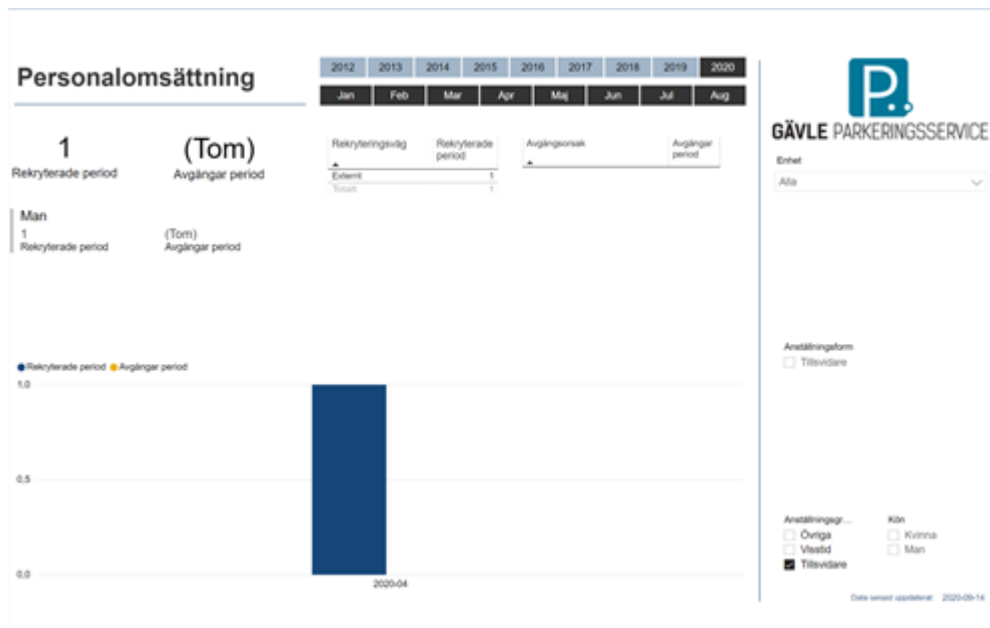 Personalomsättning
2012 2013 2014 2015 2016 2017 2018 2019 2020
Jan Feb Mar Apr Maj Jun Jul Aug
P
GÄVLE PARKERINGSSERVICE
Enhet
Alla
1
Rekryterade period
(Tom)
Avgångar period
Rekryteringsväg Rekryterade period
Externt 1
Totalt 1
Avgångsorsak Avgångar period
Man
1
Rekryterade period
(Tom)
Avgångar period
Anställningsform
Tillsvidare
Rekryterade period Avgångar period
1,0
0,5
0,0
2020-04
Anställningsgr...
Övriga
Visstid
Tillsvidare
Kön
Kvinna
Man
Data senast uppdaterat: 2020-09-14